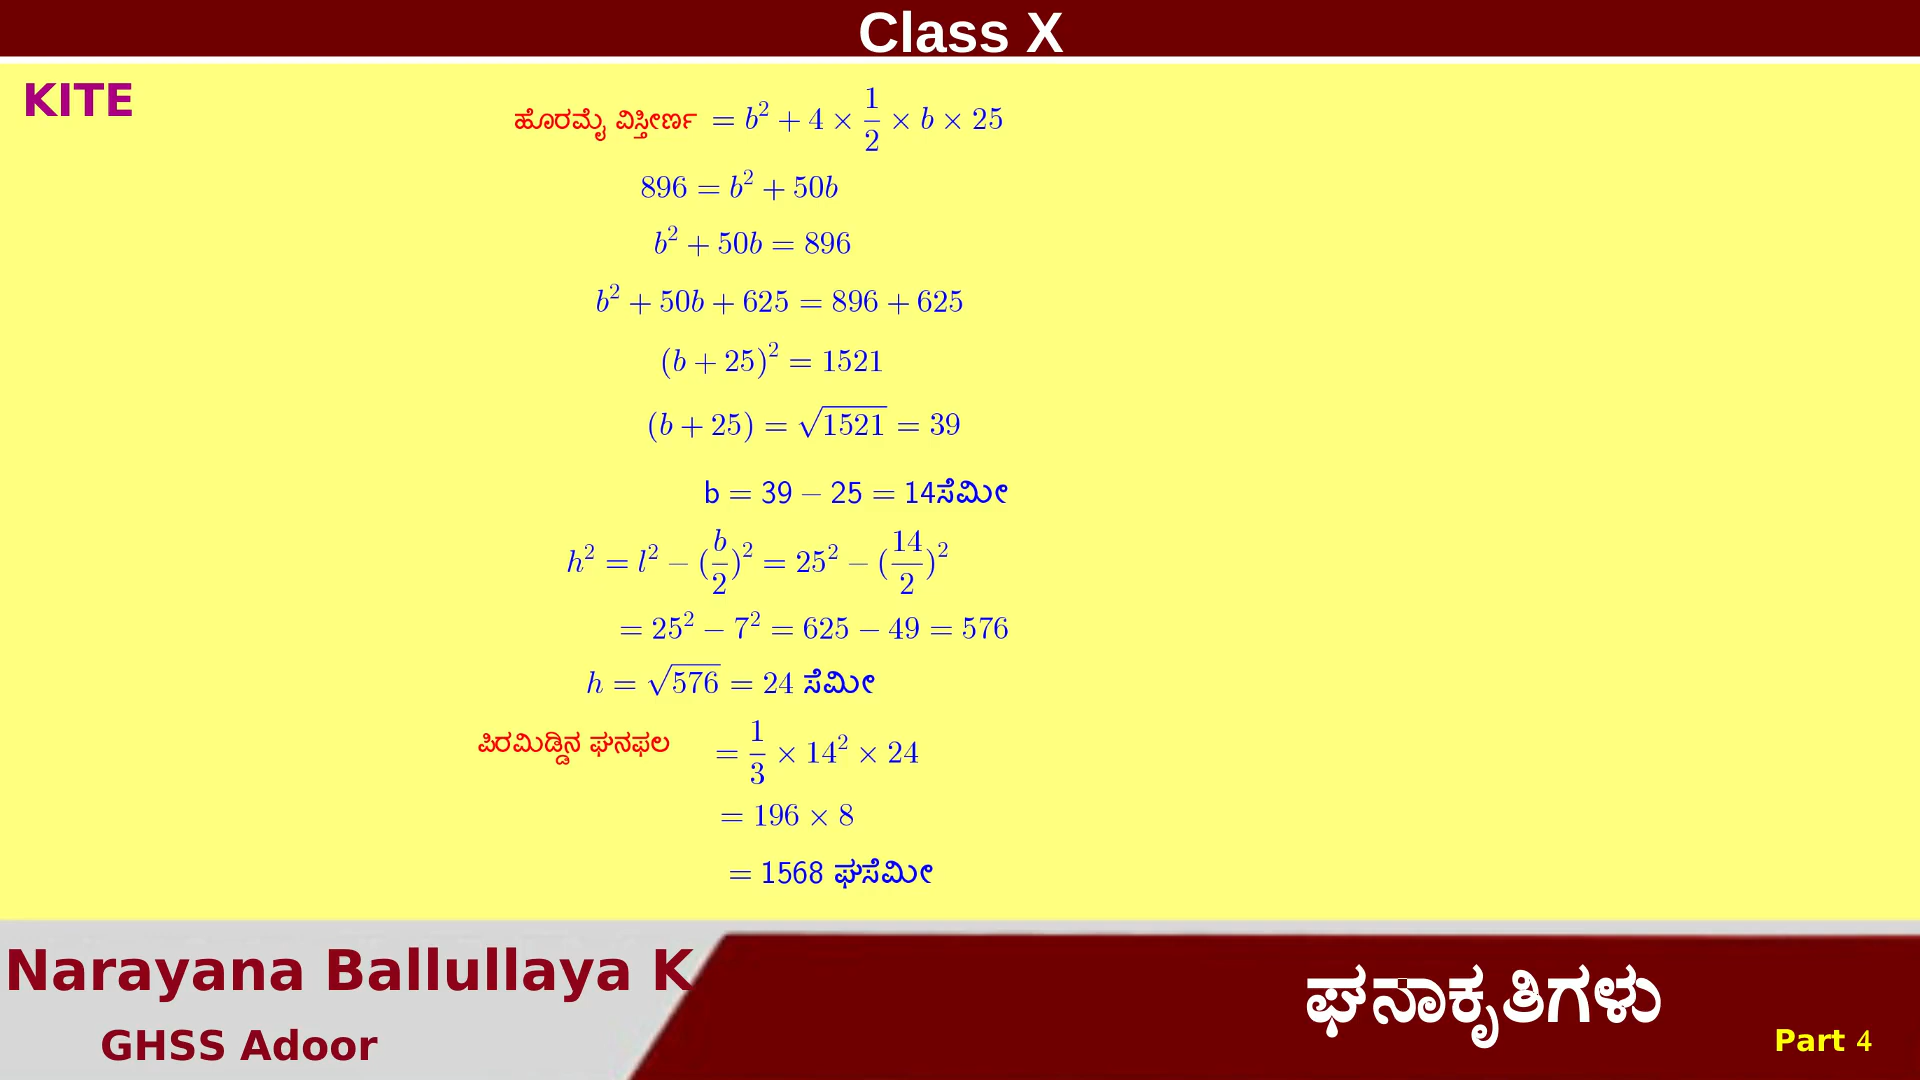 Class X
KITE
ಹೊರಮೈ ವಿಸ್ತೀರ್ಣ = b² + 4 × 1/2 × b × 25
896 = b² + 50b
b² + 50b = 896
b² + 50b + 625 = 896 + 625
(b + 25)² = 1521
(b + 25) = √1521 = 39
b = 39 − 25 = 14ಸೆಮೀ
h² = l² − (b/2)² = 25² − (14/2)²
= 25² − 7² = 625 − 49 = 576
h = √576 = 24 ಸೆಮೀ
ಪಿರಮಿಡ್ಡಿನ ಘನಫಲ = 1/3 × 14² × 24
= 196 × 8
= 1568 ಘಸೆಮೀ
Narayana Ballullaya K
GHSS Adoor
ಘನಾಕೃತಿಗಳು
Part 4